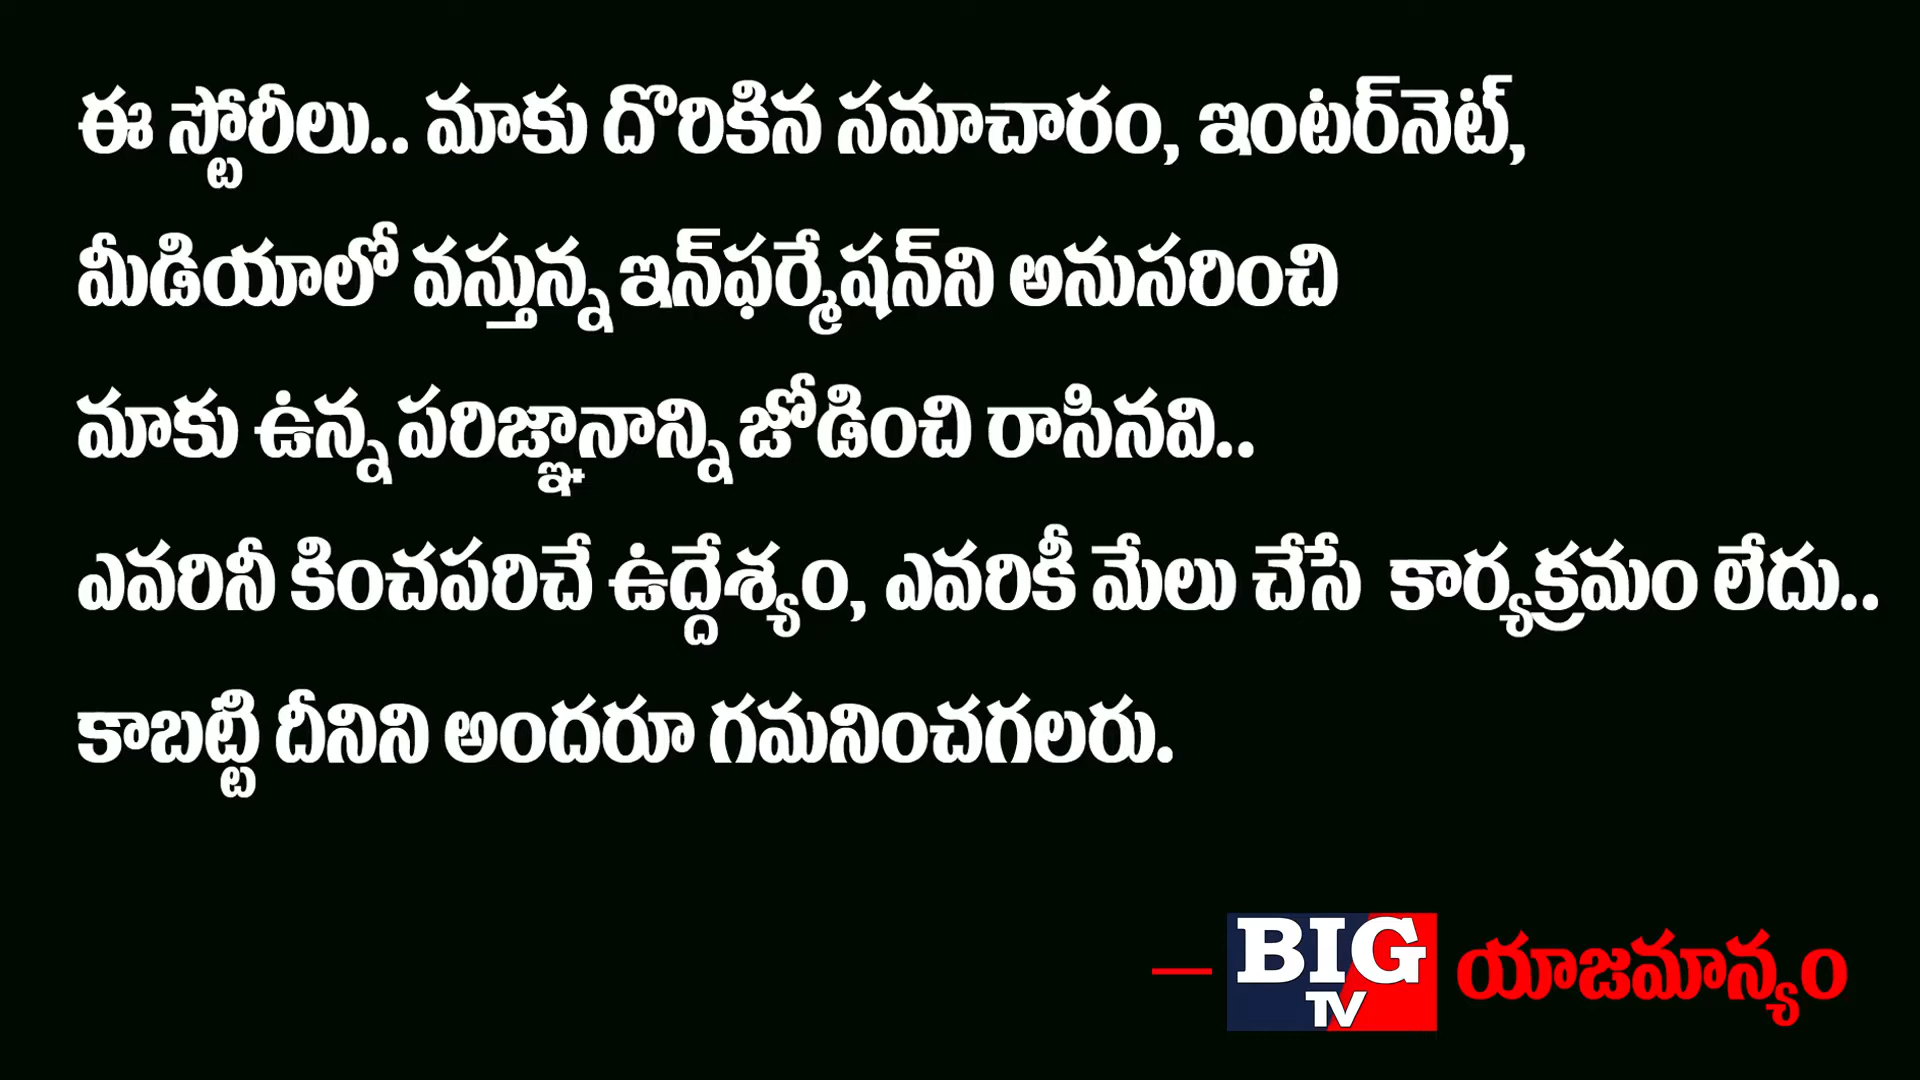 ఈ స్టోరీలు.. మాకు దొరికిన సమాచారం, ఇంటర్‌నెట్,
మీడియాలో వస్తున్న ఇన్‌ఫర్మేషన్‌ని అనుసరించి
మాకు ఉన్న పరిజ్ఞానాన్ని జోడించి రాసినవి..
ఎవరినీ కించపరిచే ఉద్దేశ్యం, ఎవరికీ మేలు చేసే కార్యక్రమం లేదు..
కాబట్టి దీనిని అందరూ గమనించగలరు.
— BIG TV యాజమాన్యం